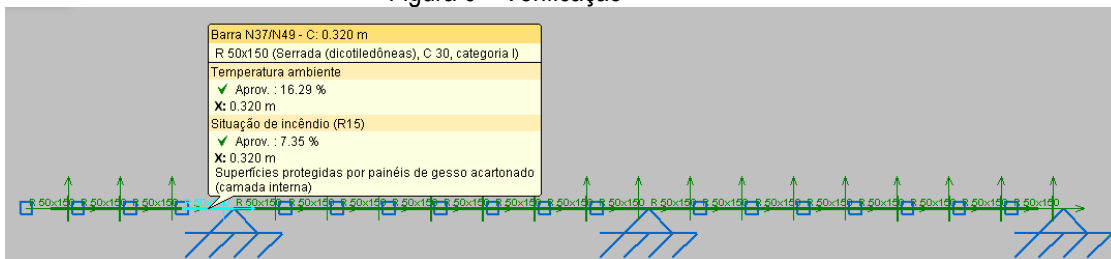 Figura 6 - Verificação
Barra N37/N49 - C: 0.320 m
R 50x150 (Serrada (dicotiledôneas), C 30, categoria I)
Temperatura ambiente
Aprov. : 16.29 %
X: 0.320 m
Situação de incêndio (R15)
Aprov. : 7.35 %
X: 0.320 m
Superfícies protegidas por painéis de gesso acartonado
(camada interna)
R 50x150 R 50x150 R 50x150 R 50x150 R 50x150 R 50x150 R 50x150 R 50x150 R 50x150 R 50x150 R 50x150 R 50x150 R 50x150 R 50x150 R 50x150 R 50x150 R 50x150 R 50x150 R 50x150